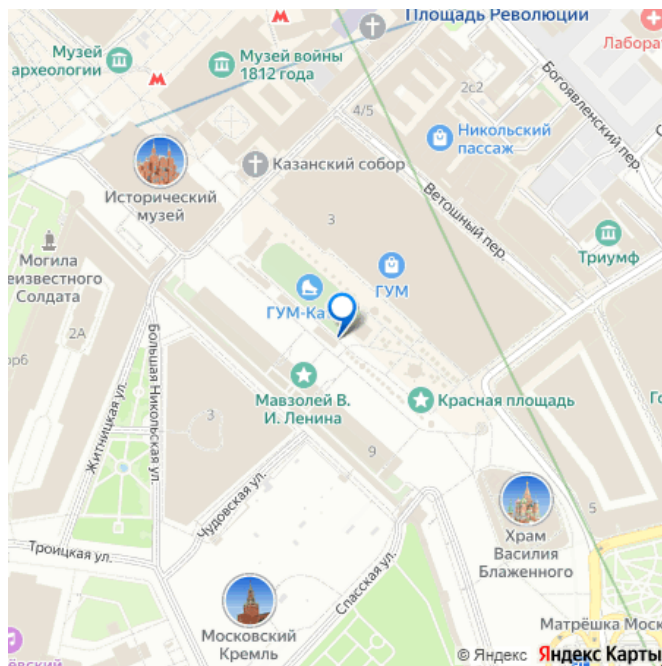 Площадь Революции
Музей
археологии
Музей войны
1812 года
Лабора
Богоявленский пер.
2с2
4/5
Никольский
пассаж
Казанский собор
Ветошный пер.
Исторический
музей
3
Триумф
Могила
еизвестного
Солдата
ГУМ
ГУМ-Ка
2А
орб
Большая Никольская ул.
Житницкая ул.
Мавзолей В.
И. Ленина
Красная площадь
Го
3
9
5
Чудовская ул.
Троицкая ул.
Спасская ул.
Храм
Василия
Блаженного
Московский
Кремль
Матрёшка Моск
ёвский
© Яндекс Яндекс Карты